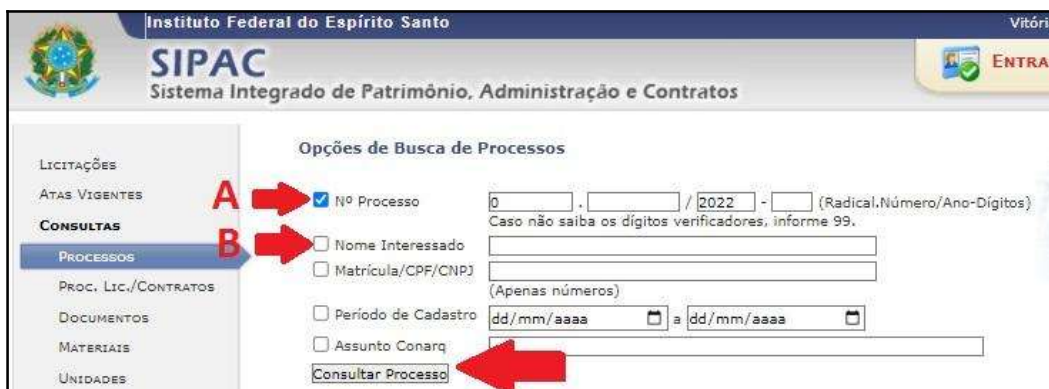 Instituto Federal do Espírito Santo Vitóri
SIPAC ENTRA
Sistema Integrado de Patrimônio, Administração e Contratos
LICITAÇÕES
ATAS VIGENTES
CONSULTAS
PROCESSOS
PROC. LIC./CONTRATOS
DOCUMENTOS
MATERIAIS
UNIDADES
Opções de Busca de Processos
A Nº Processo 0 . / 2022 - (Radical.Número/Ano-Dígitos)
Caso não saiba os dígitos verificadores, informe 99.
B Nome Interessado
Matrícula/CPF/CNPJ
(Apenas números)
Período de Cadastro dd/mm/aaaa a dd/mm/aaaa
Assunto Conarq
Consultar Processo